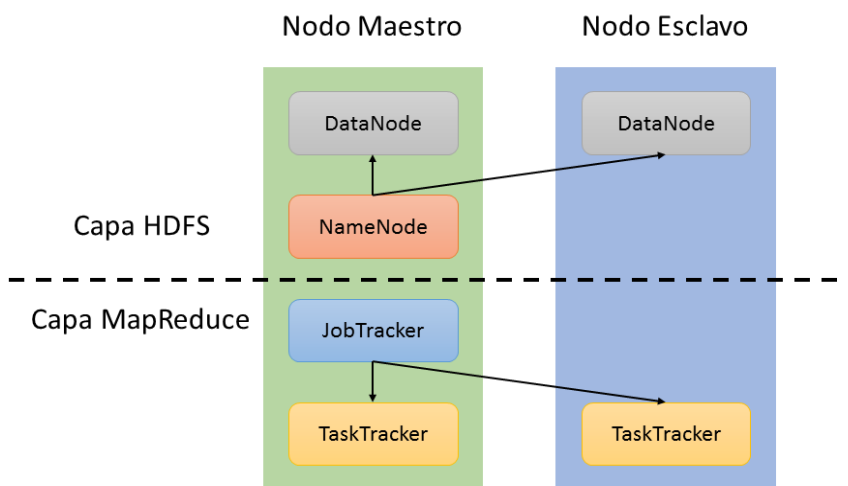 Nodo Maestro
Nodo Esclavo
DataNode
DataNode
Capa HDFS
NameNode
Capa MapReduce
JobTracker
TaskTracker
TaskTracker